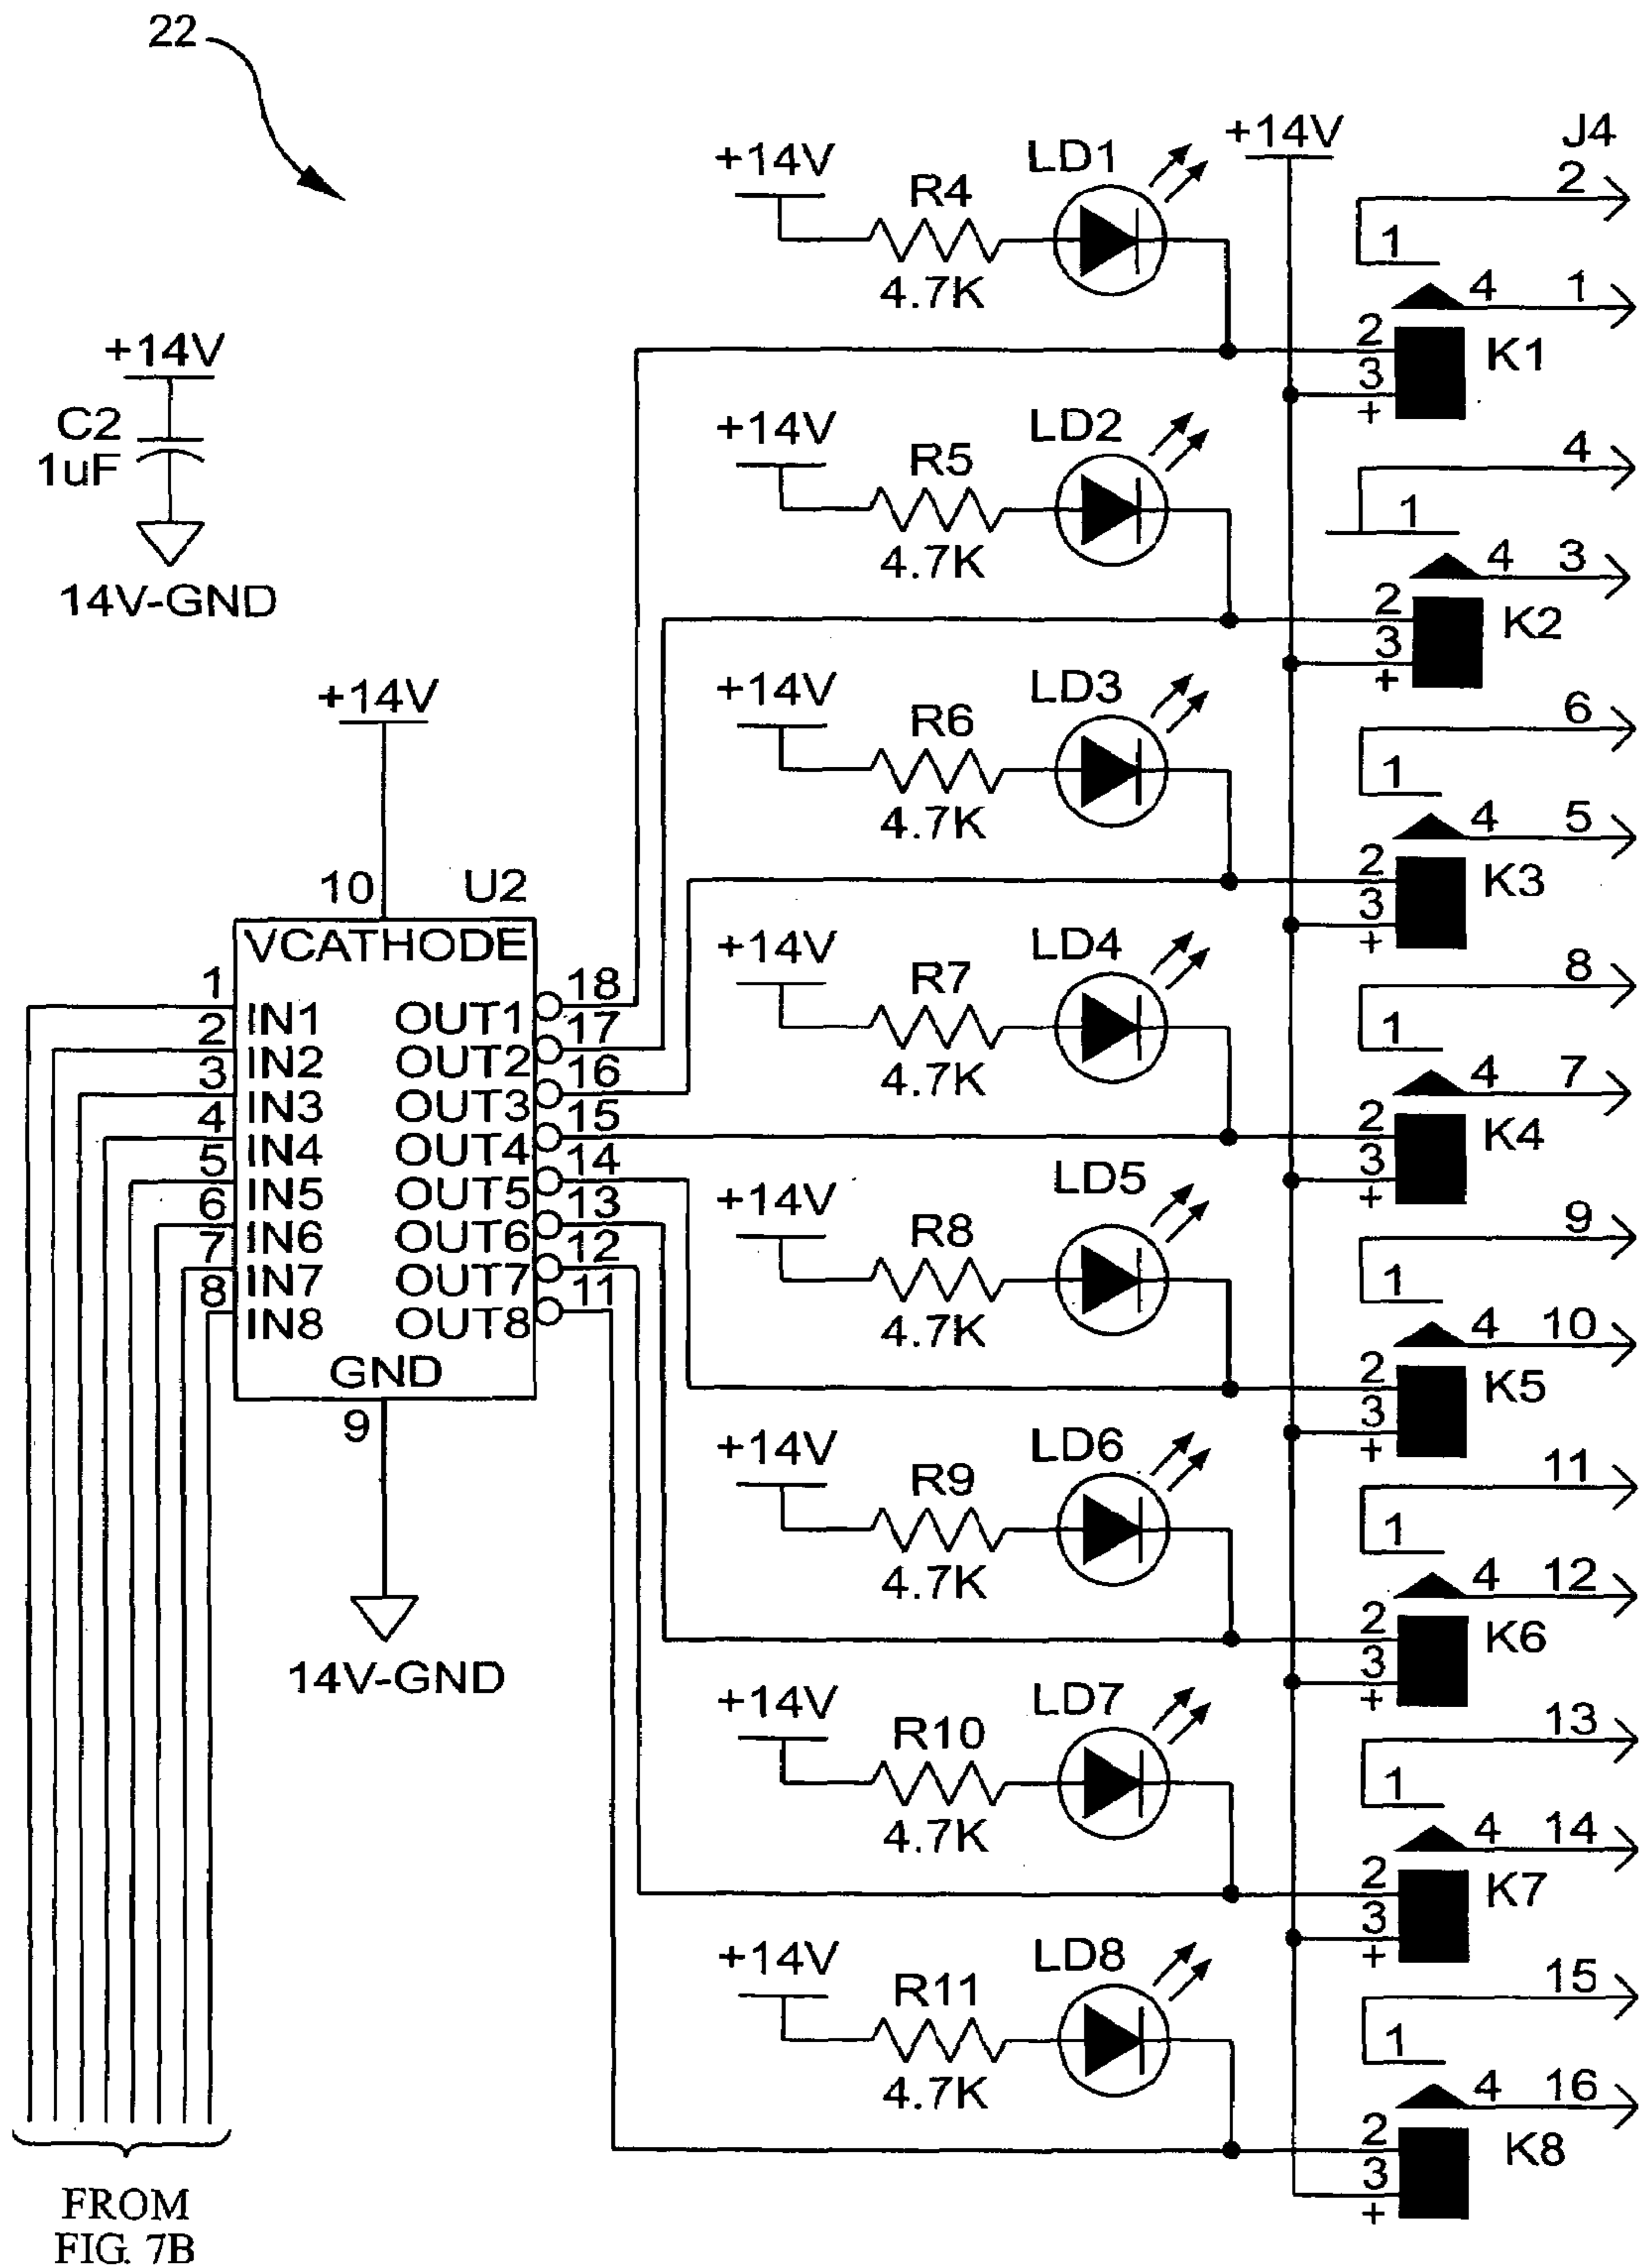 22
+14V
J4
+14V
R4
LD1
4.7K
2
1
4
1
2
3
+
K1
+14V
C2
1uF
14V-GND
+14V
R5
LD2
4.7K
4
1
4
3
2
3
+
K2
+14V
R6
LD3
4.7K
6
1
4
5
2
3
+
K3
+14V
10
U2
VCATHODE
1
IN1
OUT1
18
2
IN2
OUT2
17
3
IN3
OUT3
16
4
IN4
OUT4
15
5
IN5
OUT5
14
6
IN6
OUT6
13
7
IN7
OUT7
12
8
IN8
OUT8
11
GND
9
14V-GND
+14V
R7
LD4
4.7K
8
1
4
7
2
3
+
K4
+14V
R8
LD5
4.7K
9
1
4
10
2
3
+
K5
+14V
R9
LD6
4.7K
11
1
4
12
2
3
+
K6
+14V
R10
LD7
4.7K
13
1
4
14
2
3
+
K7
+14V
R11
LD8
4.7K
15
1
4
16
2
3
+
K8
FROM
FIG. 7B